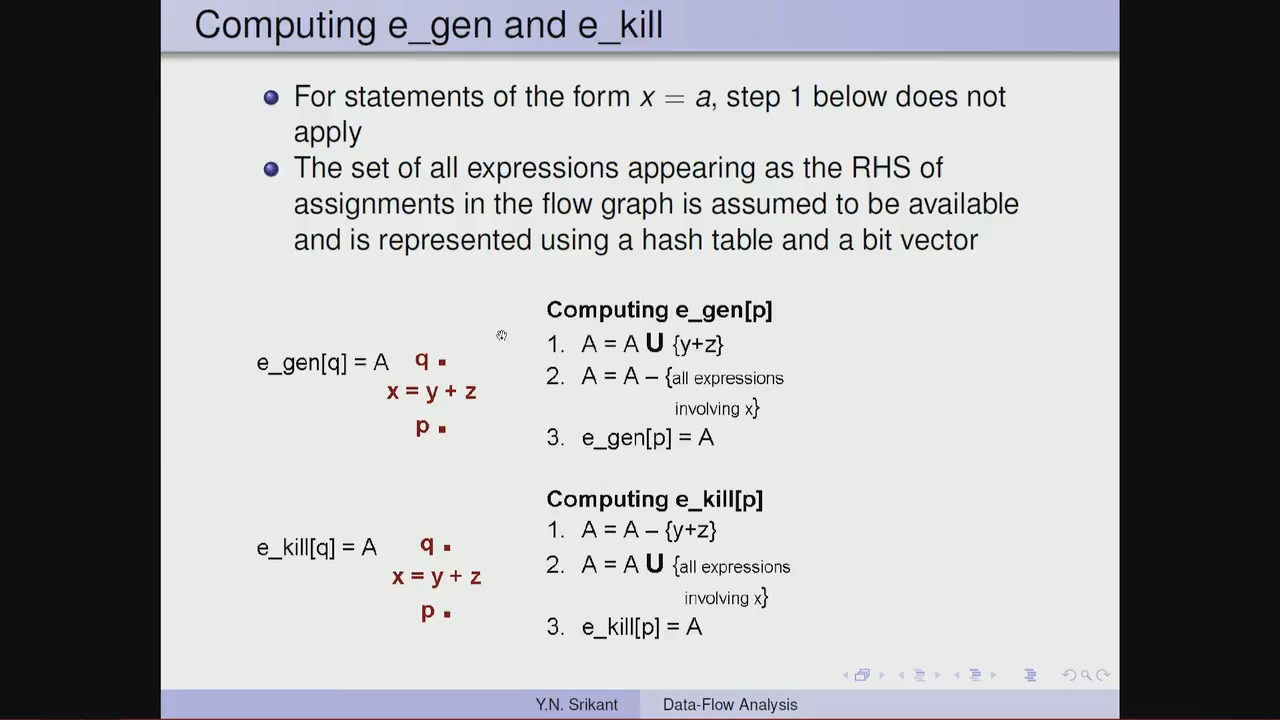 Computing e_gen and e_kill
For statements of the form x = a, step 1 below does not
apply
The set of all expressions appearing as the RHS of
assignments in the flow graph is assumed to be available
and is represented using a hash table and a bit vector
e_gen[q] = A q
x = y + z
p
Computing e_gen[p]
1. A = A U {y+z}
2. A = A – {all expressions
involving x}
3. e_gen[p] = A
e_kill[q] = A q
x = y + z
p
Computing e_kill[p]
1. A = A – {y+z}
2. A = A U {all expressions
involving x}
3. e_kill[p] = A
Y.N. Srikant Data-Flow Analysis